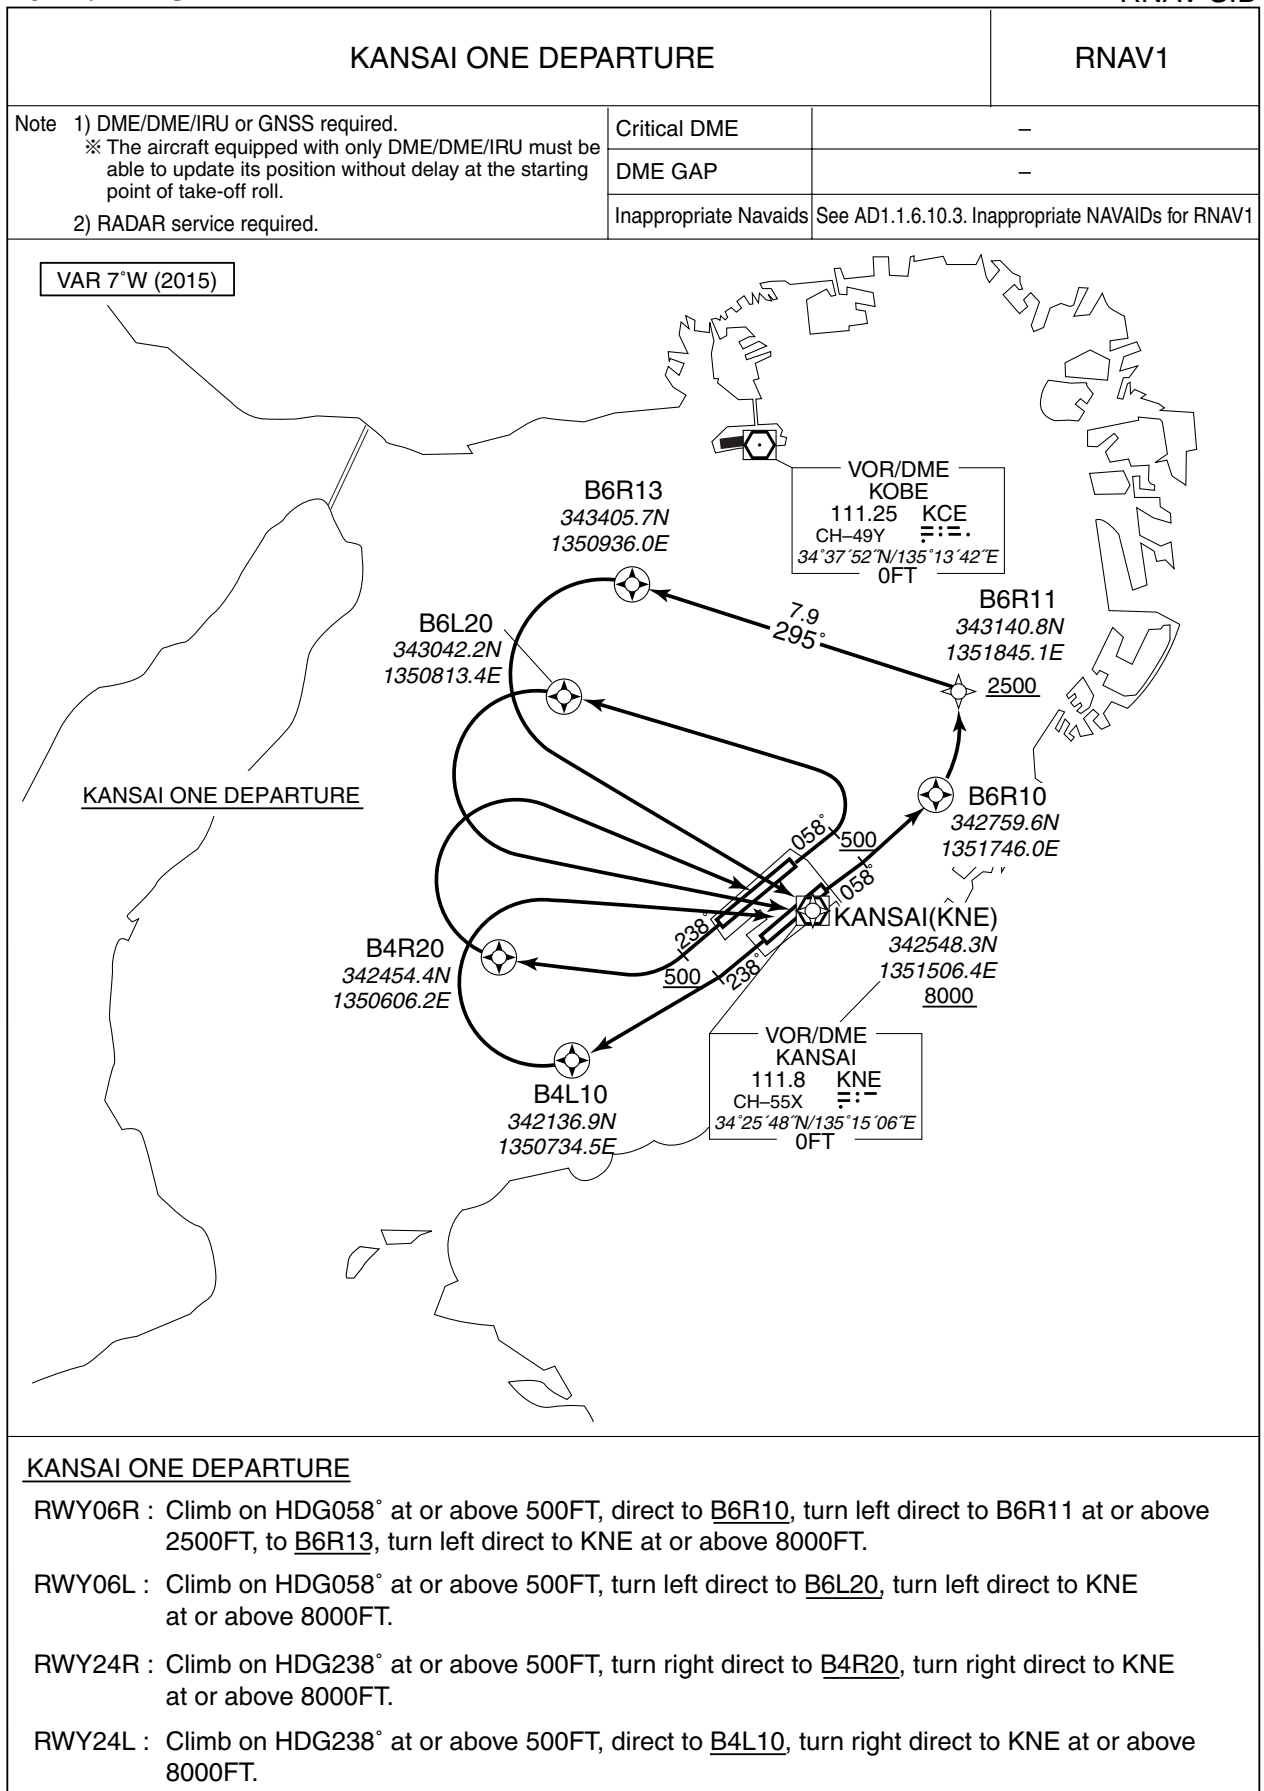 KANSAI ONE DEPARTURE
RNAV1
Note 1) DME/DME/IRU or GNSS required.
※ The aircraft equipped with only DME/DME/IRU must be
able to update its position without delay at the starting
point of take-off roll.
2) RADAR service required.
Critical DME –
DME GAP –
Inappropriate Navaids See AD1.1.6.10.3. Inappropriate NAVAIDs for RNAV1
VAR 7˚W (2015)
VOR/DME
KOBE
111.25 KCE
CH–49Y
34˚37´52˝N/135˚13´42˝E
0FT
B6R13
343405.7N
1350936.0E
7.9
295˚
B6R11
343140.8N
1351845.1E
2500
B6L20
343042.2N
1350813.4E
KANSAI ONE DEPARTURE
B6R10
342759.6N
1351746.0E
058˚
500
058˚
KANSAI(KNE)
342548.3N
1351506.4E
8000
238˚
500
238˚
B4R20
342454.4N
1350606.2E
VOR/DME
KANSAI
111.8 KNE
CH–55X
34˚25´48˝N/135˚15´06˝E
0FT
B4L10
342136.9N
1350734.5E
KANSAI ONE DEPARTURE
RWY06R : Climb on HDG058˚ at or above 500FT, direct to B6R10, turn left direct to B6R11 at or above
2500FT, to B6R13, turn left direct to KNE at or above 8000FT.
RWY06L : Climb on HDG058˚ at or above 500FT, turn left direct to B6L20, turn left direct to KNE
at or above 8000FT.
RWY24R : Climb on HDG238˚ at or above 500FT, turn right direct to B4R20, turn right direct to KNE
at or above 8000FT.
RWY24L : Climb on HDG238˚ at or above 500FT, direct to B4L10, turn right direct to KNE at or above
8000FT.